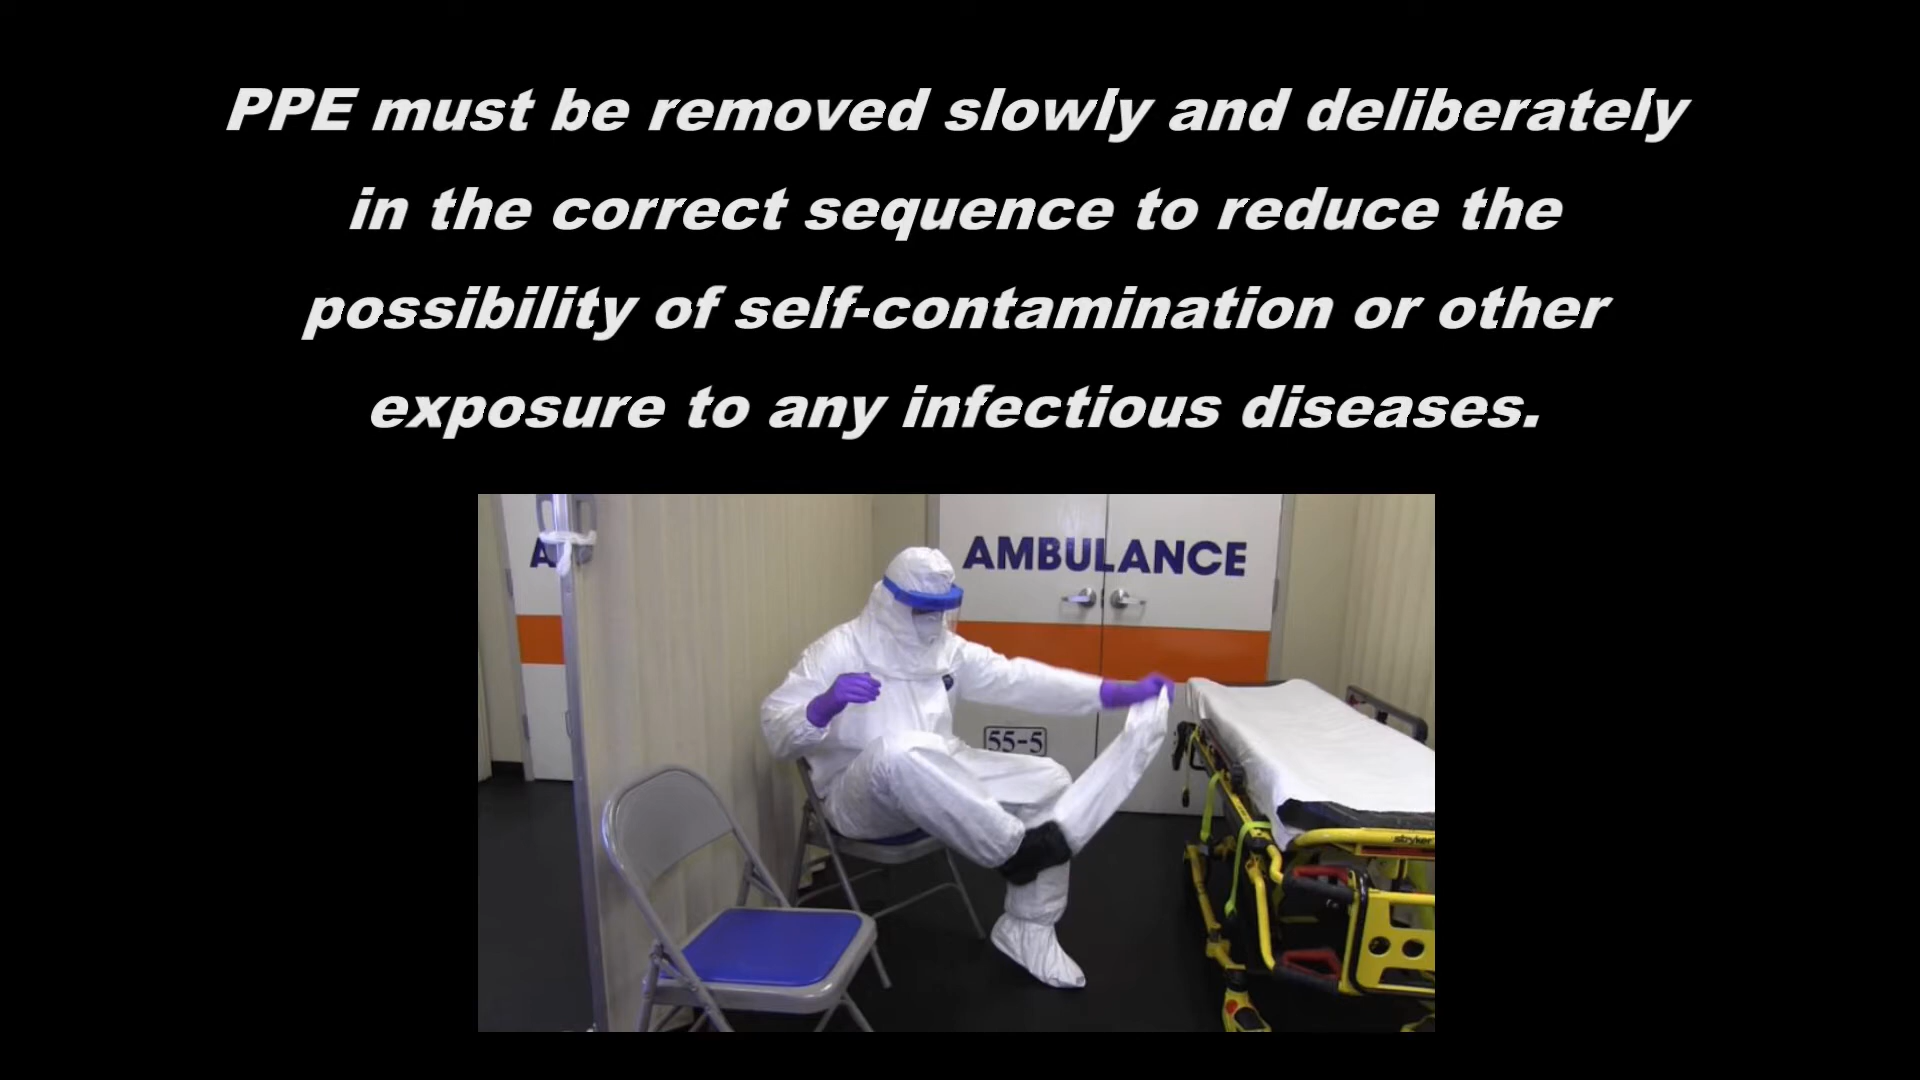 PPE must be removed slowly and deliberately
in the correct sequence to reduce the
possibility of self-contamination or other
exposure to any infectious diseases.
A
AMBULANCE
55-5
stryker